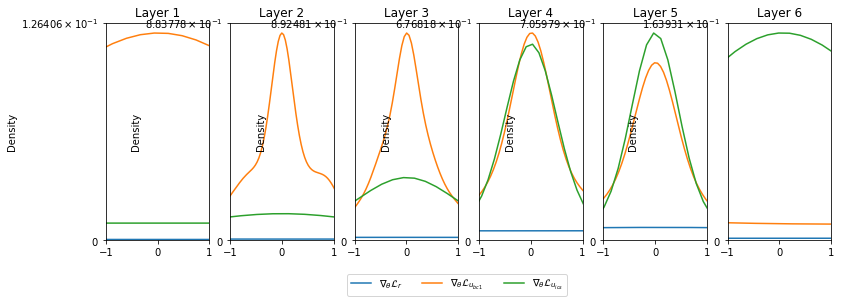 Layer 1 Layer 2 Layer 3 Layer 4 Layer 5 Layer 6
1.26406 × 10⁻¹ 8.83778 × 10⁻¹ 8.92481 × 10⁻¹ 6.76818 × 10⁻¹ 7.05979 × 10⁻¹ 1.63931 × 10⁻¹
Density Density Density Density Density Density
0 0 0 0 0 0
−1 0 1 −1 0 1 −1 0 1 −1 0 1 −1 0 1 −1 0 1
∇θℒr ∇θℒu_bc1 ∇θℒu_ics